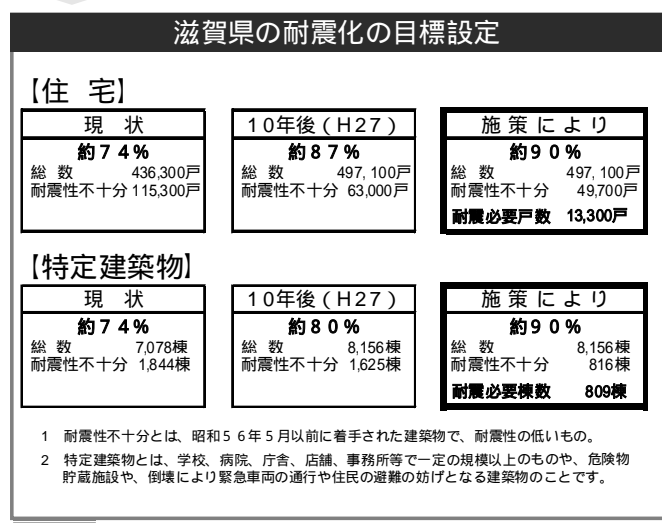 滋賀県の耐震化の目標設定
【住 宅】
現 状
約74%
総 数 436,300戸
耐震性不十分 115,300戸
10年後(H27)
約87%
総 数 497,100戸
耐震性不十分 63,000戸
施策により
約90%
総 数 497,100戸
耐震性不十分 49,700戸
耐震必要戸数 13,300戸
【特定建築物】
現 状
約74%
総 数 7,078棟
耐震性不十分 1,844棟
10年後(H27)
約80%
総 数 8,156棟
耐震性不十分 1,625棟
施策により
約90%
総 数 8,156棟
耐震性不十分 816棟
耐震必要棟数 809棟
1 耐震性不十分とは、昭和56年5月以前に着手された建築物で、耐震性の低いもの。
2 特定建築物とは、学校、病院、庁舎、店舗、事務所等で一定の規模以上のものや、危険物
貯蔵施設や、倒壊により緊急車両の通行や住民の避難の妨げとなる建築物のことです。